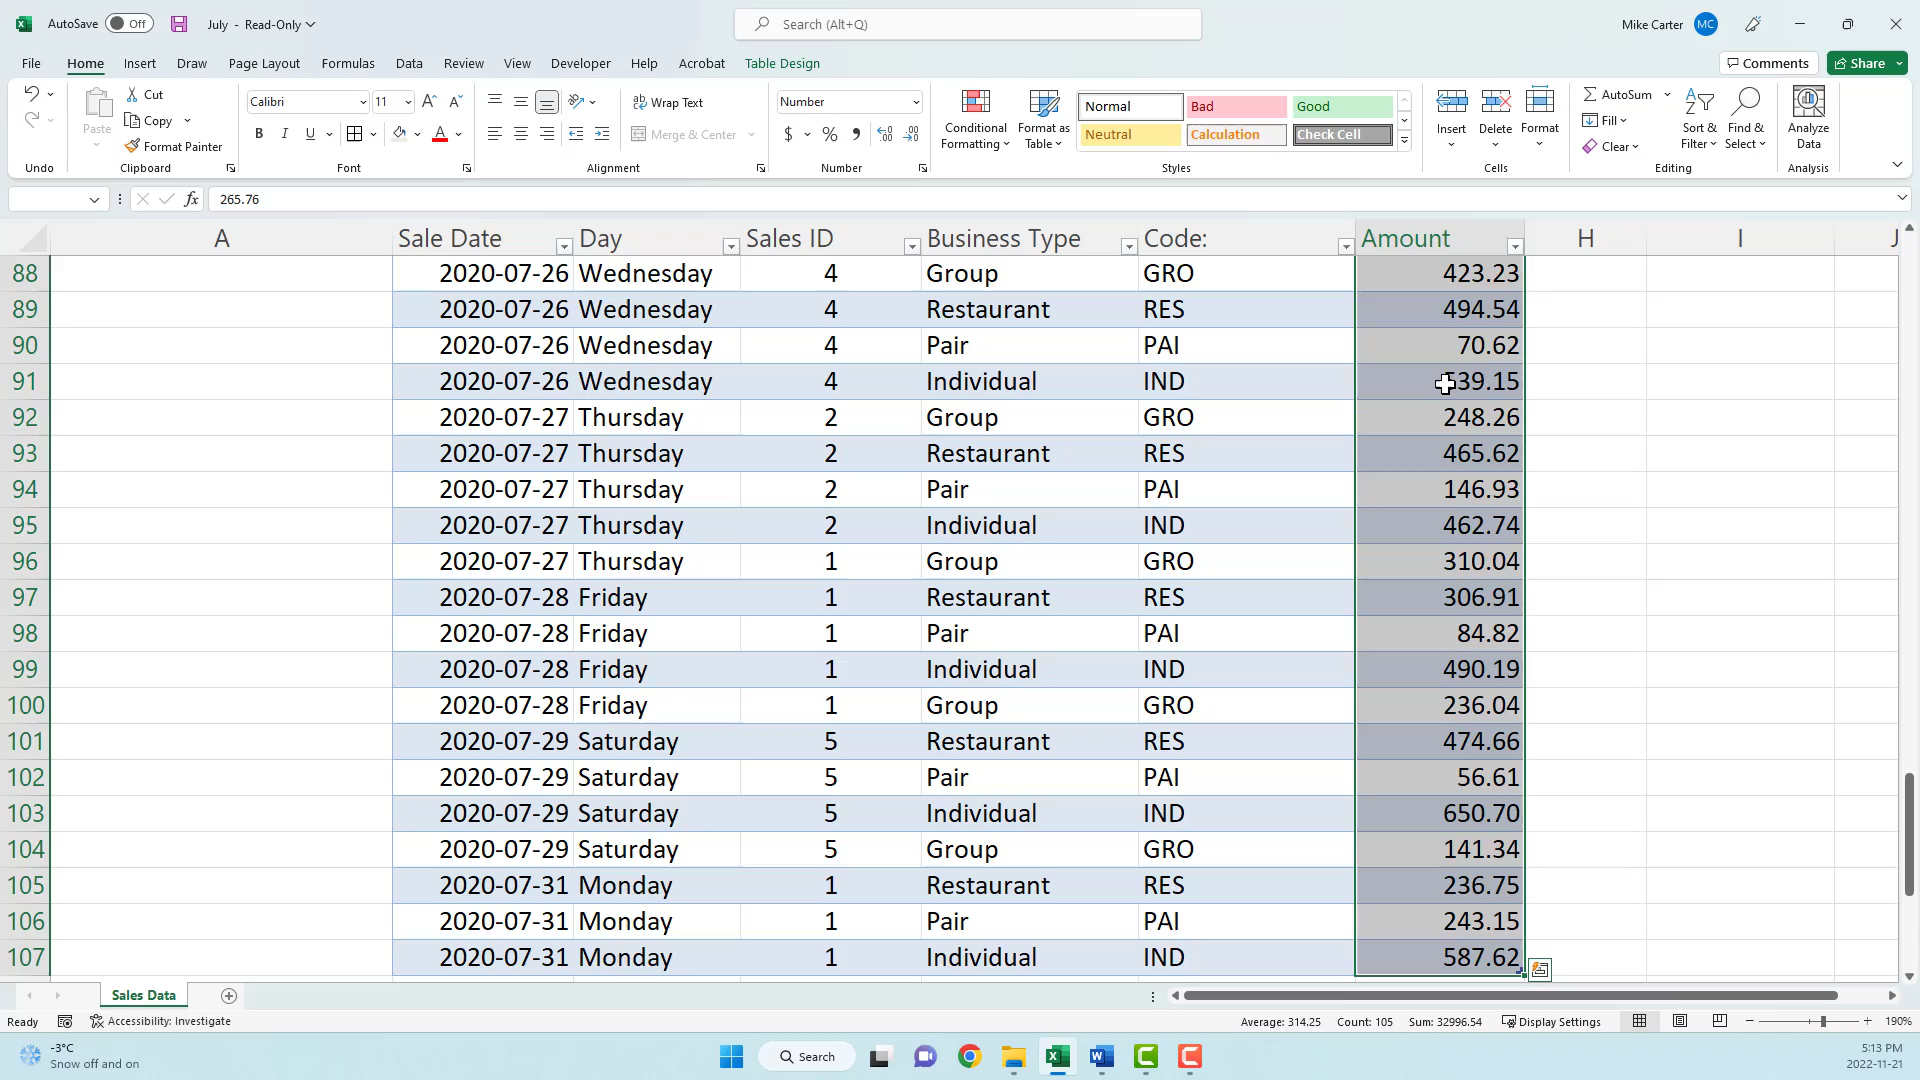 AutoSave Off July - Read-Only Search (Alt+Q) Mike Carter MC
File Home Insert Draw Page Layout Formulas Data Review View Developer Help Acrobat Table Design Comments Share
Cut Calibri 11 Wrap Text Number Normal Bad Good AutoSum
Paste Copy B I U Merge & Center $ % Conditional Formatting Format as Table Neutral Calculation Check Cell Insert Delete Format Fill Sort & Filter Find & Select Analyze Data
Format Painter Clear
Undo Clipboard Font Alignment Number Styles Cells Editing Analysis
fx 265.76
A Sale Date Day Sales ID Business Type Code: Amount H I J
88 2020-07-26 Wednesday 4 Group GRO 423.23
89 2020-07-26 Wednesday 4 Restaurant RES 494.54
90 2020-07-26 Wednesday 4 Pair PAI 70.62
91 2020-07-26 Wednesday 4 Individual IND 39.15
92 2020-07-27 Thursday 2 Group GRO 248.26
93 2020-07-27 Thursday 2 Restaurant RES 465.62
94 2020-07-27 Thursday 2 Pair PAI 146.93
95 2020-07-27 Thursday 2 Individual IND 462.74
96 2020-07-27 Thursday 1 Group GRO 310.04
97 2020-07-28 Friday 1 Restaurant RES 306.91
98 2020-07-28 Friday 1 Pair PAI 84.82
99 2020-07-28 Friday 1 Individual IND 490.19
100 2020-07-28 Friday 1 Group GRO 236.04
101 2020-07-29 Saturday 5 Restaurant RES 474.66
102 2020-07-29 Saturday 5 Pair PAI 56.61
103 2020-07-29 Saturday 5 Individual IND 650.70
104 2020-07-29 Saturday 5 Group GRO 141.34
105 2020-07-31 Monday 1 Restaurant RES 236.75
106 2020-07-31 Monday 1 Pair PAI 243.15
107 2020-07-31 Monday 1 Individual IND 587.62
Sales Data
Ready Accessibility: Investigate Average: 314.25 Count: 105 Sum: 32996.54 Display Settings 190%
-3°C Search 5:13 PM
Snow off and on 2022-11-21